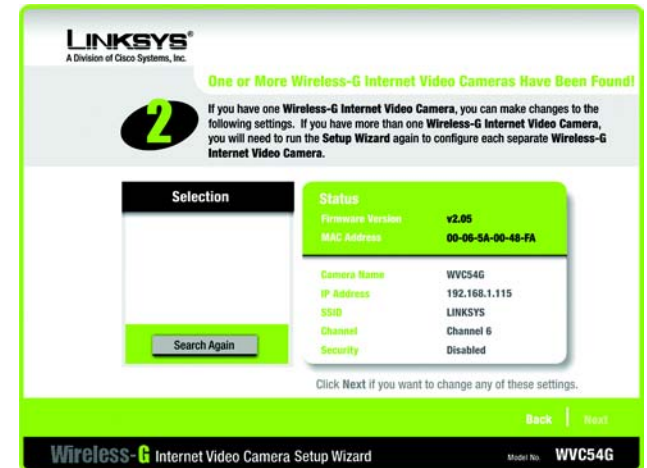 LINKSYS®
A Division of Cisco Systems, Inc.
One or More Wireless-G Internet Video Cameras Have Been Found!
2
If you have one Wireless-G Internet Video Camera, you can make changes to the
following settings. If you have more than one Wireless-G Internet Video Camera,
you will need to run the Setup Wizard again to configure each separate Wireless-G
Internet Video Camera.
Selection
Search Again
Status
Firmware Version v2.05
MAC Address 00-06-5A-00-48-FA
Camera Name WVC54G
IP Address 192.168.1.115
SSID LINKSYS
Channel Channel 6
Security Disabled
Click Next if you want to change any of these settings.
Back | Next
Wireless-G Internet Video Camera Setup Wizard
Model No. WVC54G